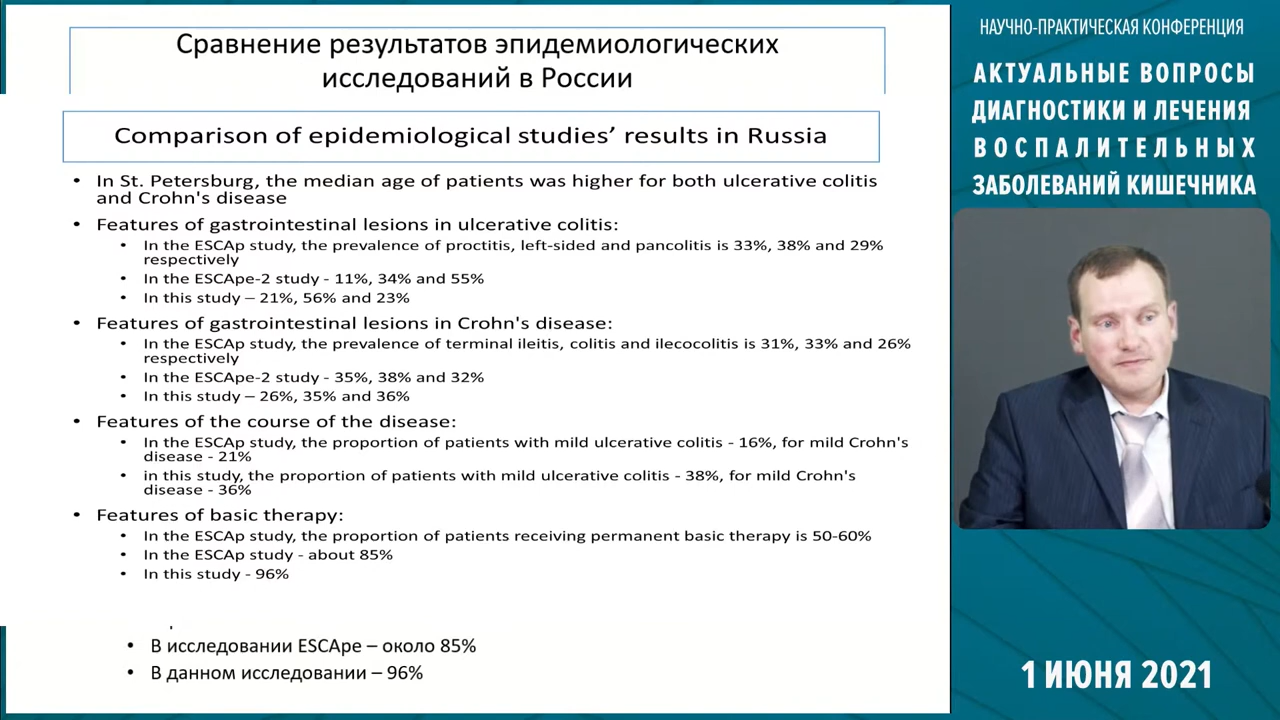 Сравнение результатов эпидемиологических
исследований в России
Comparison of epidemiological studies’ results in Russia
• In St. Petersburg, the median age of patients was higher for both ulcerative colitis
and Crohn's disease
• Features of gastrointestinal lesions in ulcerative colitis:
• In the ESCAp study, the prevalence of proctitis, left-sided and pancolitis is 33%, 38% and 29%
respectively
• In the ESCApe-2 study - 11%, 34% and 55%
• In this study – 21%, 56% and 23%
• Features of gastrointestinal lesions in Crohn's disease:
• In the ESCAp study, the prevalence of terminal ileitis, colitis and ilecocolitis is 31%, 33% and 26%
respectively
• In the ESCApe-2 study - 35%, 38% and 32%
• In this study – 26%, 35% and 36%
• Features of the course of the disease:
• In the ESCAp study, the proportion of patients with mild ulcerative colitis - 16%, for mild Crohn's
disease - 21%
• in this study, the proportion of patients with mild ulcerative colitis - 38%, for mild Crohn's
disease - 36%
• Features of basic therapy:
• In the ESCAp study, the proportion of patients receiving permanent basic therapy is 50-60%
• In the ESCAp study - about 85%
• In this study - 96%
• В исследовании ESCApe – около 85%
• В данном исследовании – 96%
НАУЧНО-ПРАКТИЧЕСКАЯ КОНФЕРЕНЦИЯ
АКТУАЛЬНЫЕ ВОПРОСЫ
ДИАГНОСТИКИ И ЛЕЧЕНИЯ
ВОСПАЛИТЕЛЬНЫХ
ЗАБОЛЕВАНИЙ КИШЕЧНИКА
1 ИЮНЯ 2021